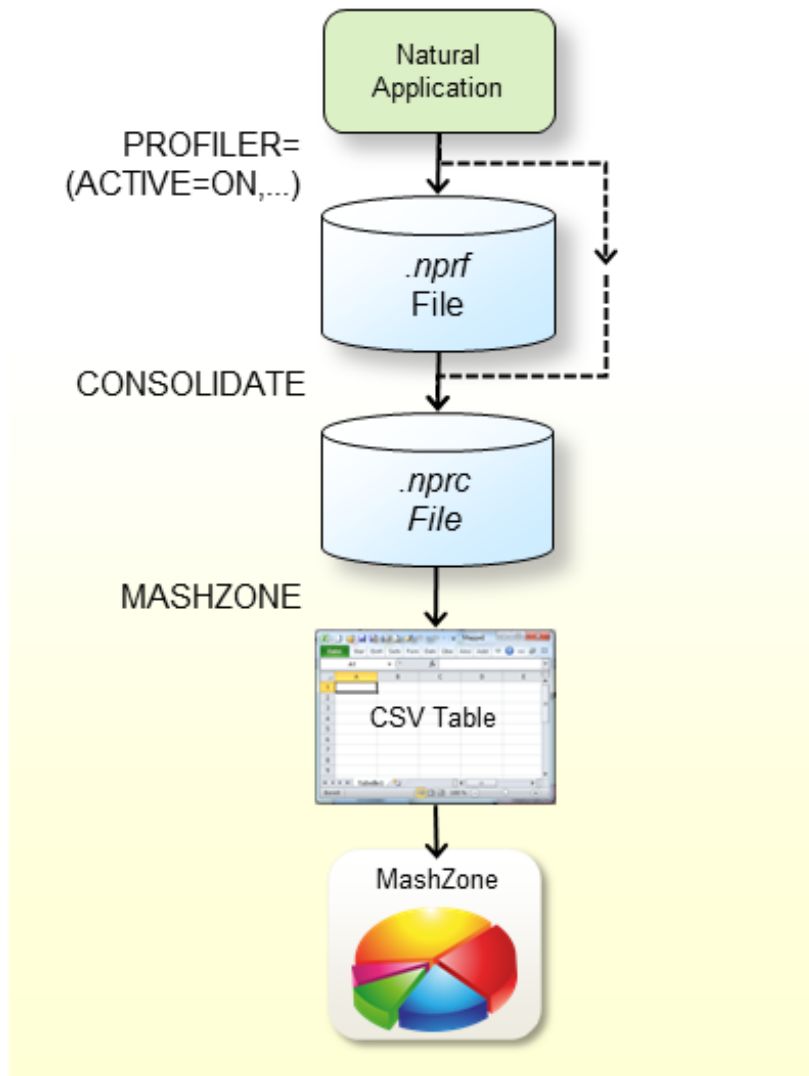 Natural
Application
PROFILER=
(ACTIVE=ON,...)
.nprf
File
CONSOLIDATE
.nprc
File
MASHZONE
CSV Table
MashZone